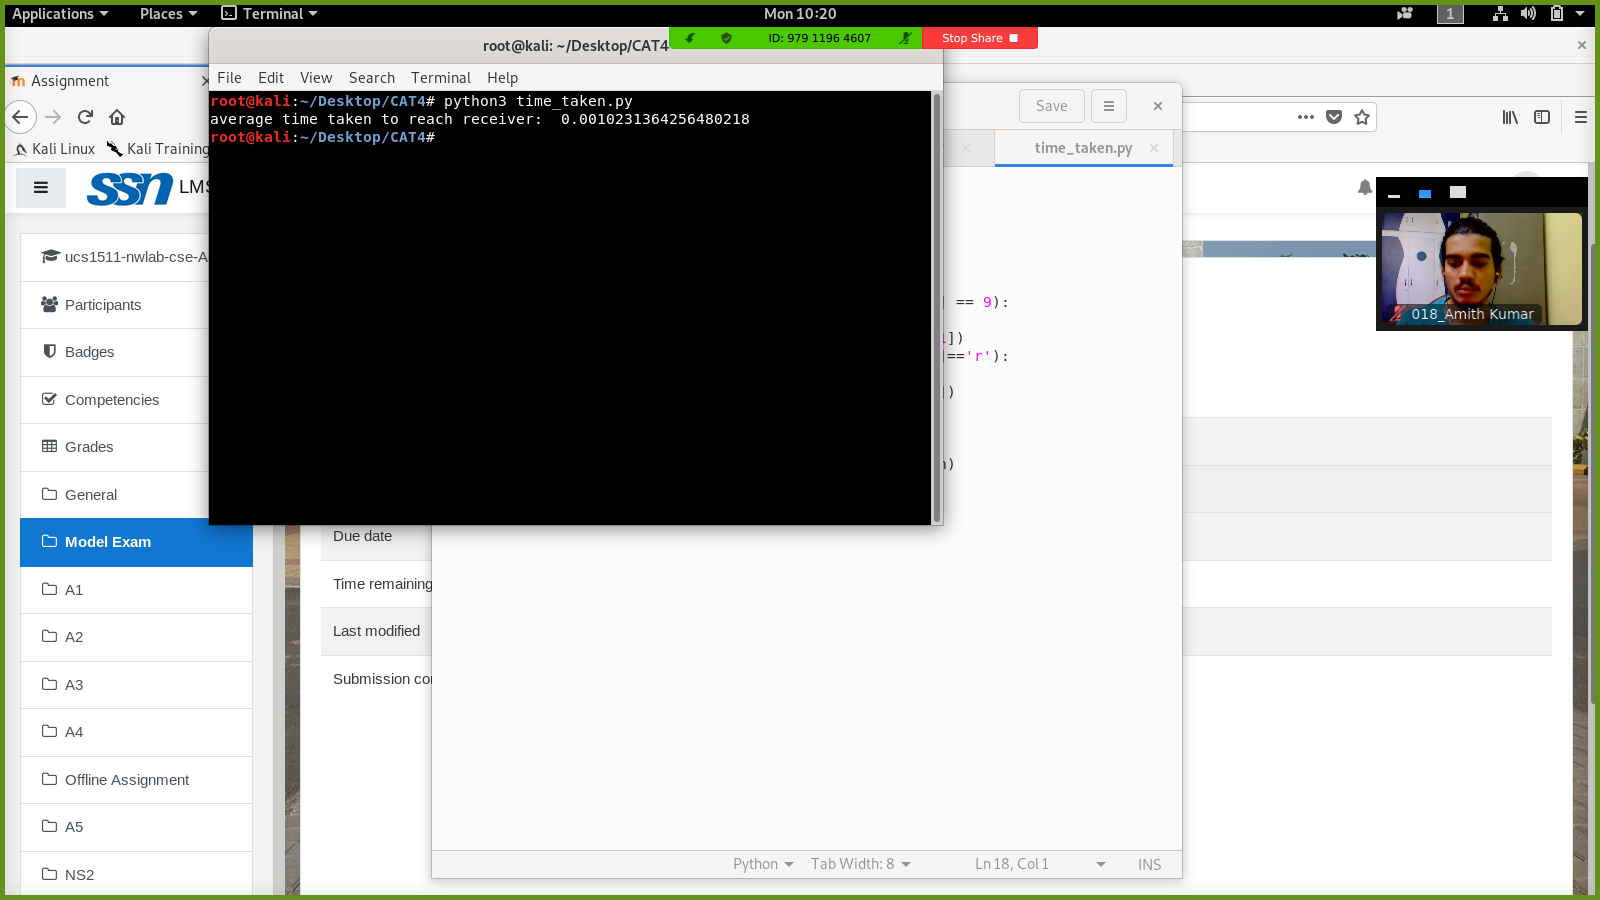 Applications Places Terminal Mon 10:20 1
root@kali: ~/Desktop/CAT4
ID: 979 1196 4607 Stop Share
Assignment
File Edit View Search Terminal Help
root@kali:~/Desktop/CAT4# python3 time_taken.py
average time taken to reach receiver:  0.0010231364256480218
root@kali:~/Desktop/CAT4#
Save
Kali Linux Kali Training
time_taken.py
ssn LMS
ucs1511-nwlab-cse-A
Participants
Badges
Competencies
Grades
General
Model Exam
A1
A2
A3
A4
Offline Assignment
A5
NS2
] == 9):
])
=='r'):
])
)
018_Amith Kumar
Due date
Time remaining
Last modified
Submission co
Python Tab Width: 8 Ln 18, Col 1 INS